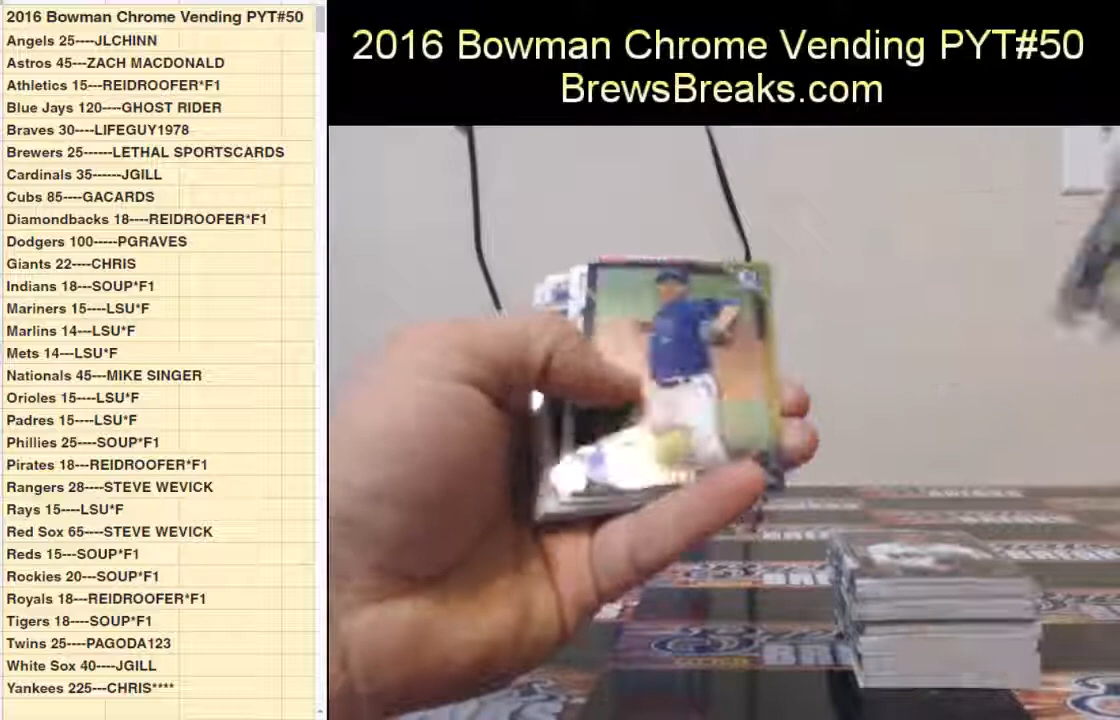 2016 Bowman Chrome Vending PYT#50
Angels 25---JLCHINN
Astros 45---ZACH MACDONALD
Athletics 15---REIDROOFER*F1
Blue Jays 120----GHOST RIDER
Braves 30----LIFEGUY1978
Brewers 25------LETHAL SPORTSCARDS
Cardinals 35------JGILL
Cubs 85----GACARDS
Diamondbacks 18----REIDROOFER*F1
Dodgers 100-----PGRAVES
Giants 22----CHRIS
Indians 18---SOUP*F1
Mariners 15----LSU*F
Marlins 14---LSU*F
Mets 14---LSU*F
Nationals 45---MIKE SINGER
Orioles 15----LSU*F
Padres 15----LSU*F
Phillies 25----SOUP*F1
Pirates 18---REIDROOFER*F1
Rangers 28----STEVE WEVICK
Rays 15----LSU*F
Red Sox 65----STEVE WEVICK
Reds 15---SOUP*F1
Rockies 20---SOUP*F1
Royals 18---REIDROOFER*F1
Tigers 18----SOUP*F1
Twins 25----PAGODA123
White Sox 40----JGILL
Yankees 225---CHRIS****
2016 Bowman Chrome Vending PYT#50
BrewsBreaks.com